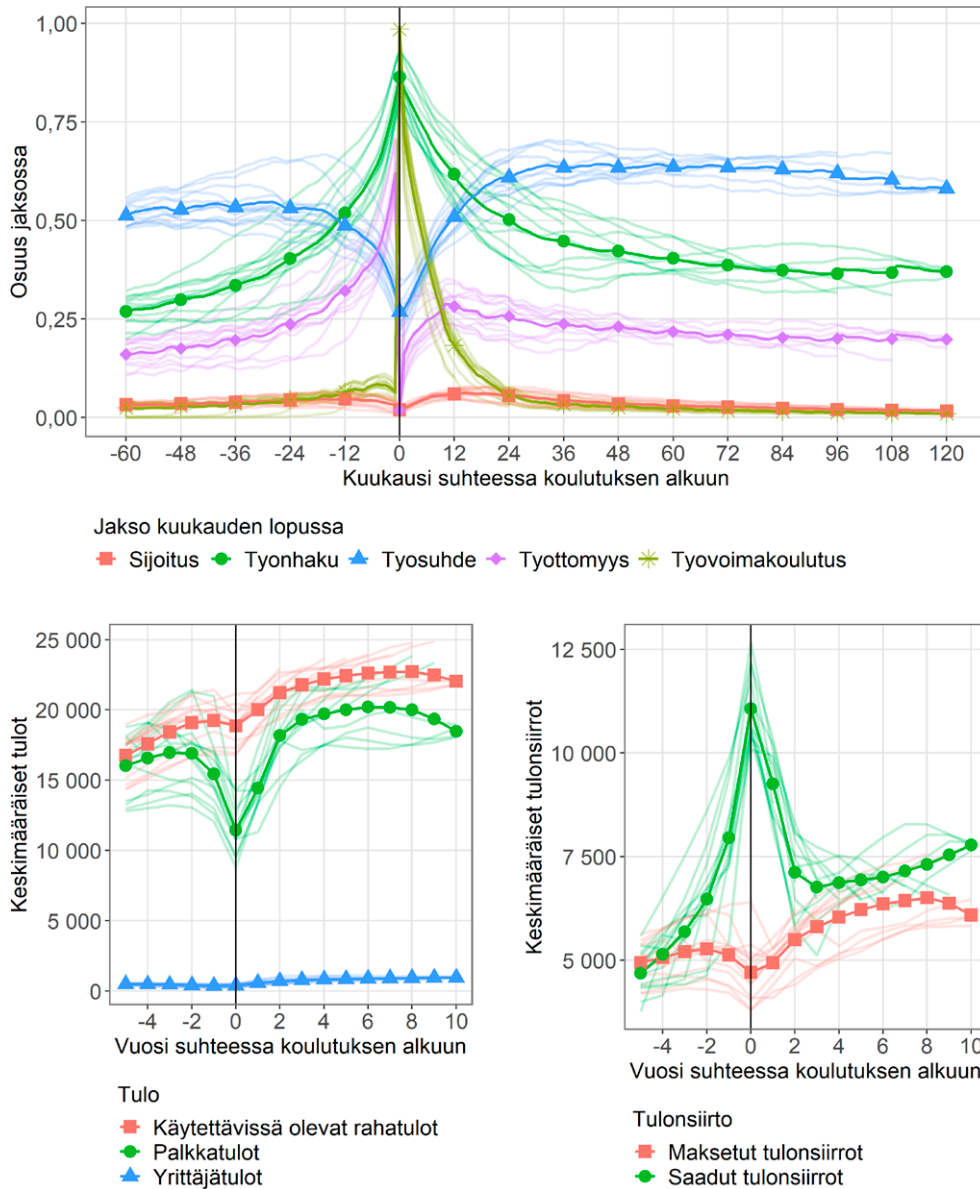 1,00
0,75
0,50
0,25
0,00
Osuus jaksossa
-60 -48 -36 -24 -12 0 12 24 36 48 60 72 84 96 108 120
Kuukausi suhteessa koulutuksen alkuun
Jakso kuukauden lopussa
Sijoitus Tyonhaku Tyosuhde Tyottomyys Tyovoimakoulutus
25 000
20 000
15 000
10 000
5 000
0
Keskimääräiset tulot
-4 -2 0 2 4 6 8 10
Vuosi suhteessa koulutuksen alkuun
Tulo
Käytettävissä olevat rahatulot
Palkkatulot
Yrittäjätulot
12 500
10 000
7 500
5 000
Keskimääräiset tulonsiirrot
-4 -2 0 2 4 6 8 10
Vuosi suhteessa koulutuksen alkuun
Tulonsiirto
Maksetut tulonsiirrot
Saadut tulonsiirrot